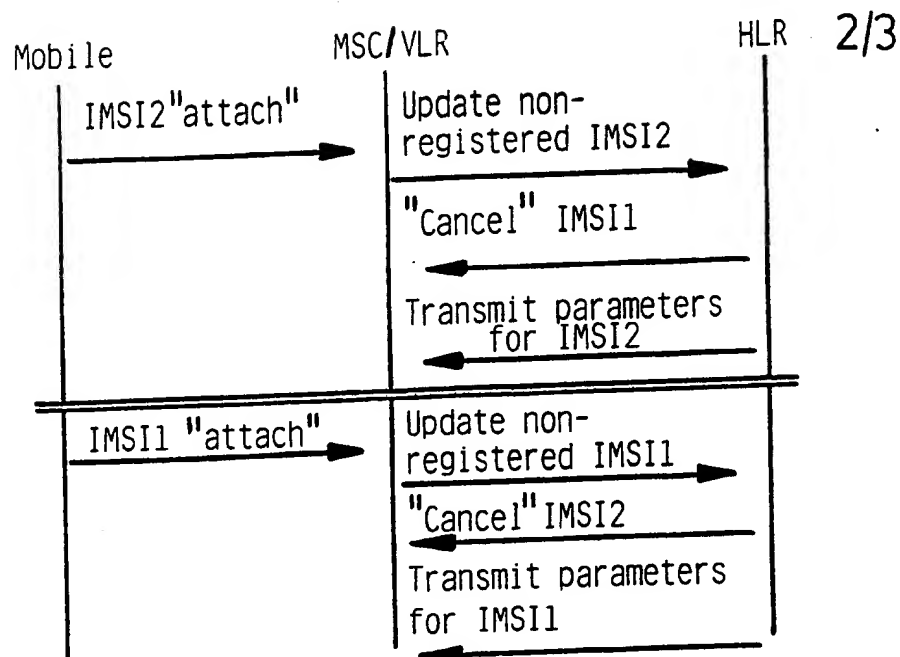 Mobile
MSC/VLR
HLR
2/3
IMSI2 "attach"
Update non-
registered IMSI2
"Cancel" IMSI1
Transmit parameters
for IMSI2
IMSI1 "attach"
Update non-
registered IMSI1
"Cancel" IMSI2
Transmit parameters
for IMSI1